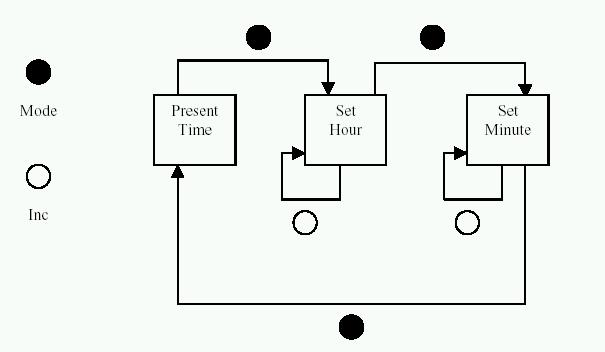 Mode
Inc
Present
Time
Set
Hour
Set
Minute